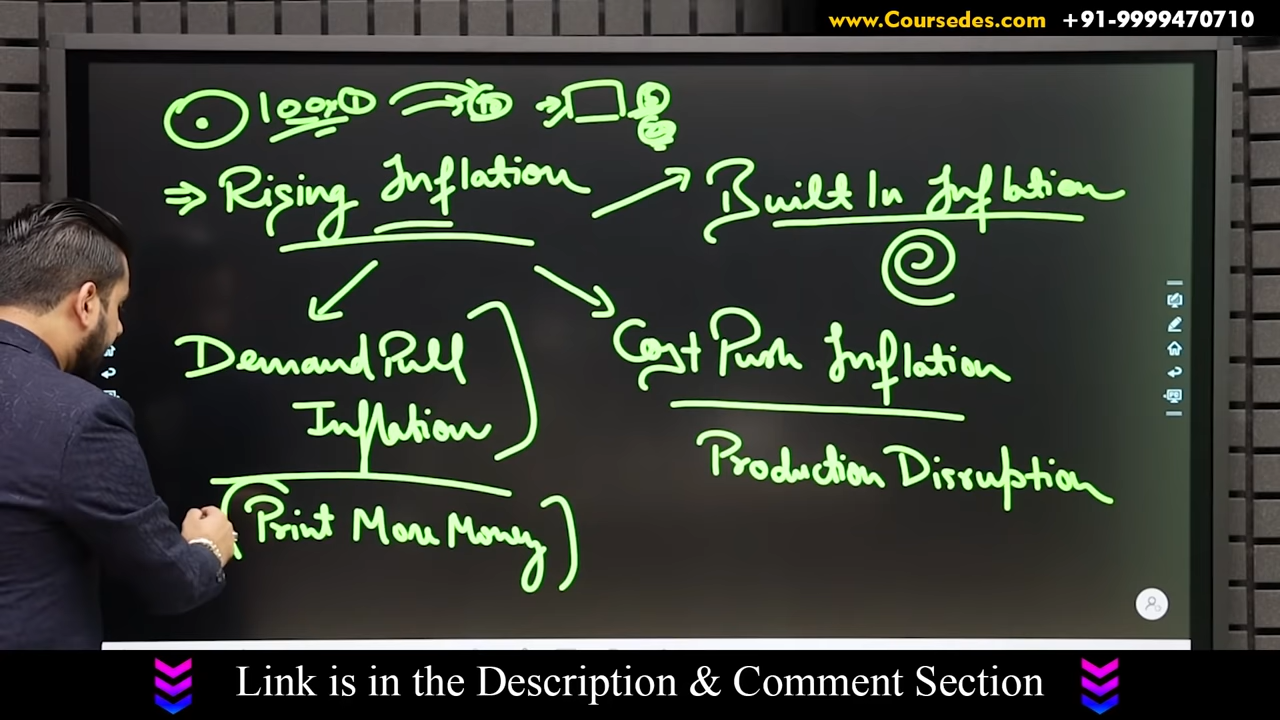 www.Coursedes.com +91-9999470710
100
⇒ Rising Inflation
Built In Inflation
Demand Pull
Inflation
Cost Push Inflation
Production Disruption
(Print More Money)
Link is in the Description & Comment Section